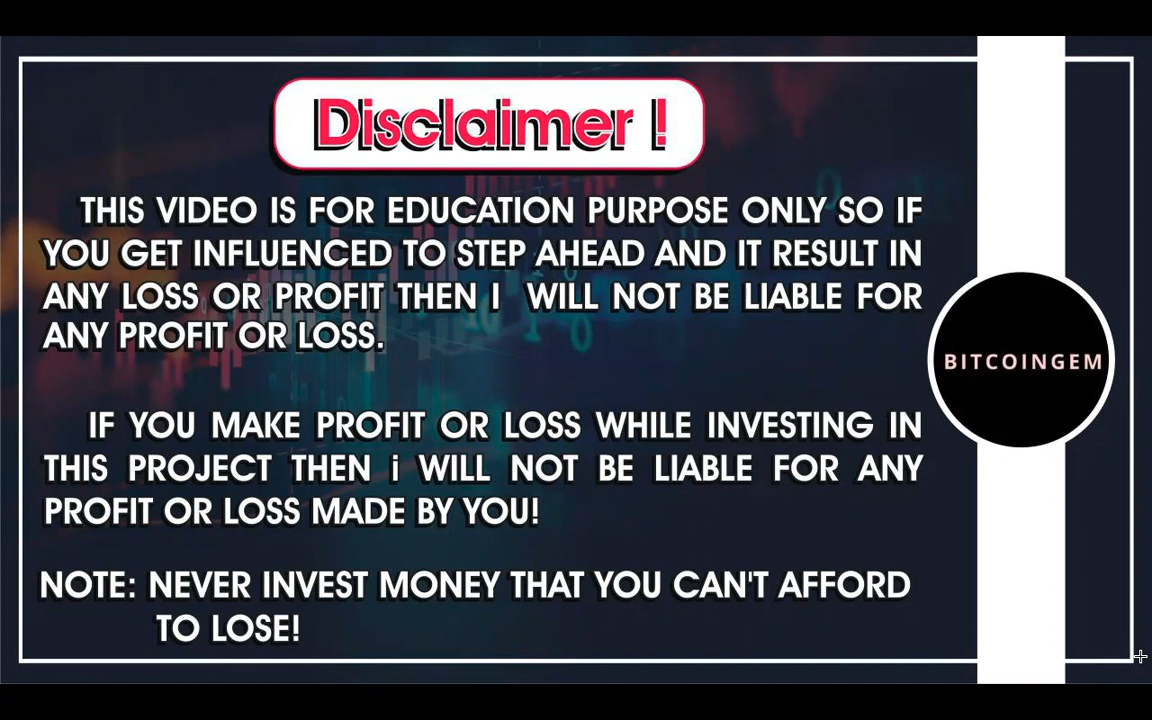 Disclaimer !
THIS VIDEO IS FOR EDUCATION PURPOSE ONLY SO IF
YOU GET INFLUENCED TO STEP AHEAD AND IT RESULT IN
ANY LOSS OR PROFIT THEN I WILL NOT BE LIABLE FOR
ANY PROFIT OR LOSS.
IF YOU MAKE PROFIT OR LOSS WHILE INVESTING IN
THIS PROJECT THEN i WILL NOT BE LIABLE FOR ANY
PROFIT OR LOSS MADE BY YOU!
NOTE: NEVER INVEST MONEY THAT YOU CAN'T AFFORD
TO LOSE!
BITCOINGEM